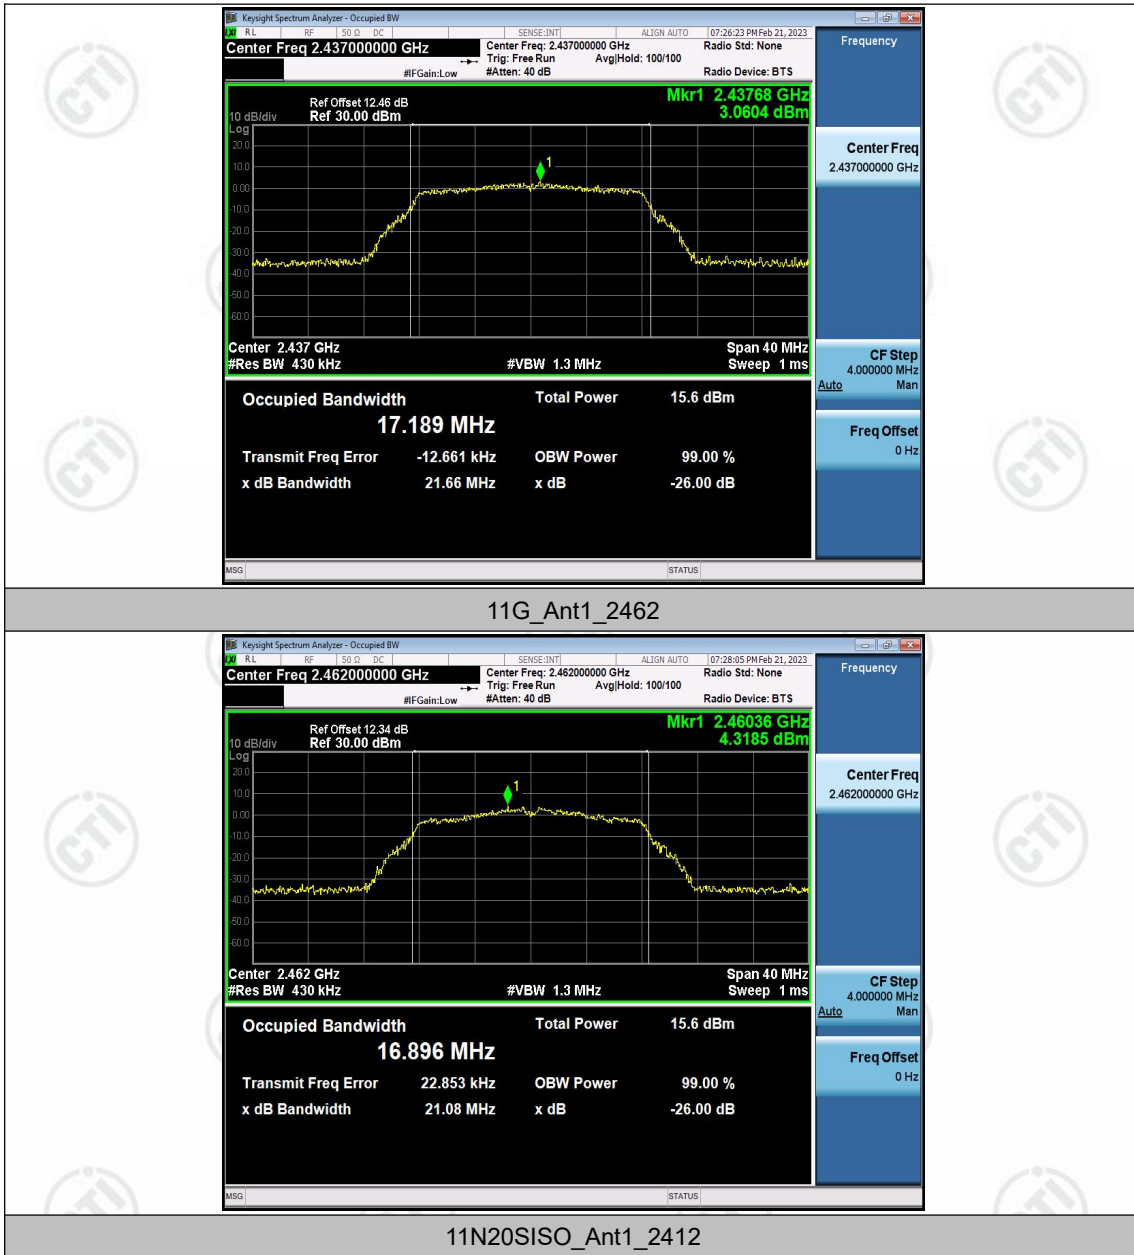 Keysight Spectrum Analyzer - Occupied BW
RL RF 50 Ω DC SENSE:INT ALIGN AUTO 07:26:23 PM Feb 21, 2023
Center Freq 2.437000000 GHz Center Freq: 2.437000000 GHz Radio Std: None
Trig: Free Run Avg|Hold: 100/100
#IFGain:Low #Atten: 40 dB Radio Device: BTS
Frequency
Mkr1 2.43768 GHz
3.0604 dBm
Ref Offset 12.46 dB
10 dB/div Ref 30.00 dBm
Log
20.0
10.0
0.00
-10.0
-20.0
-30.0
-40.0
-50.0
-60.0
1
Center 2.437 GHz Span 40 MHz
#Res BW 430 kHz #VBW 1.3 MHz Sweep 1 ms
Center Freq
2.437000000 GHz
CF Step
4.000000 MHz
Auto Man
Freq Offset
0 Hz
Occupied Bandwidth Total Power 15.6 dBm
17.189 MHz
Transmit Freq Error -12.661 kHz OBW Power 99.00 %
x dB Bandwidth 21.66 MHz x dB -26.00 dB
MSG STATUS
11G_Ant1_2462
Keysight Spectrum Analyzer - Occupied BW
RL RF 50 Ω DC SENSE:INT ALIGN AUTO 07:28:05 PM Feb 21, 2023
Center Freq 2.462000000 GHz Center Freq: 2.462000000 GHz Radio Std: None
Trig: Free Run Avg|Hold: 100/100
#IFGain:Low #Atten: 40 dB Radio Device: BTS
Frequency
Mkr1 2.46036 GHz
4.3185 dBm
Ref Offset 12.34 dB
10 dB/div Ref 30.00 dBm
Log
20.0
10.0
0.00
-10.0
-20.0
-30.0
-40.0
-50.0
-60.0
1
Center 2.462 GHz Span 40 MHz
#Res BW 430 kHz #VBW 1.3 MHz Sweep 1 ms
Center Freq
2.462000000 GHz
CF Step
4.000000 MHz
Auto Man
Freq Offset
0 Hz
Occupied Bandwidth Total Power 15.6 dBm
16.896 MHz
Transmit Freq Error 22.853 kHz OBW Power 99.00 %
x dB Bandwidth 21.08 MHz x dB -26.00 dB
MSG STATUS
11N20SISO_Ant1_2412
CTI
CTI
CTI
CTI
CTI
CTI